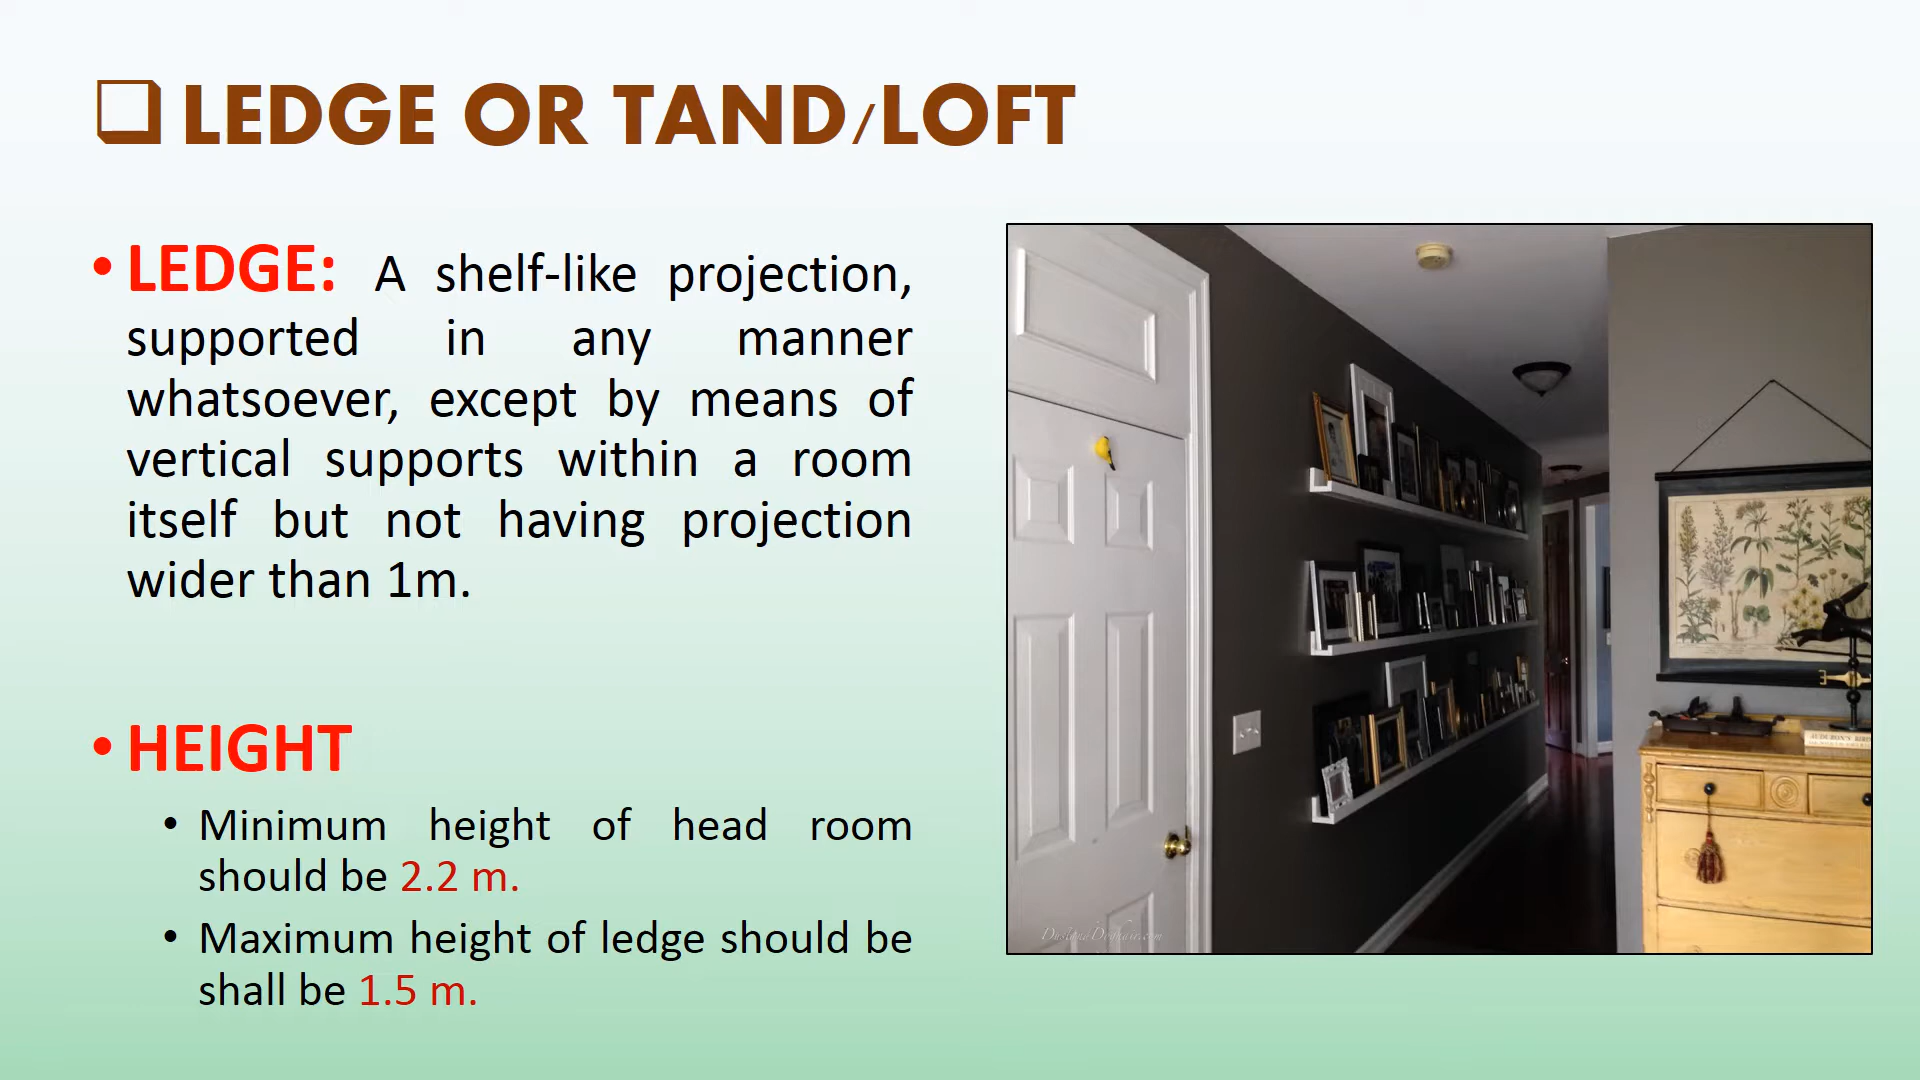 LEDGE OR TAND/LOFT
• LEDGE: A shelf-like projection,
supported in any manner
whatsoever, except by means of
vertical supports within a room
itself but not having projection
wider than 1m.
• HEIGHT
• Minimum height of head room
should be 2.2 m.
• Maximum height of ledge should be
shall be 1.5 m.